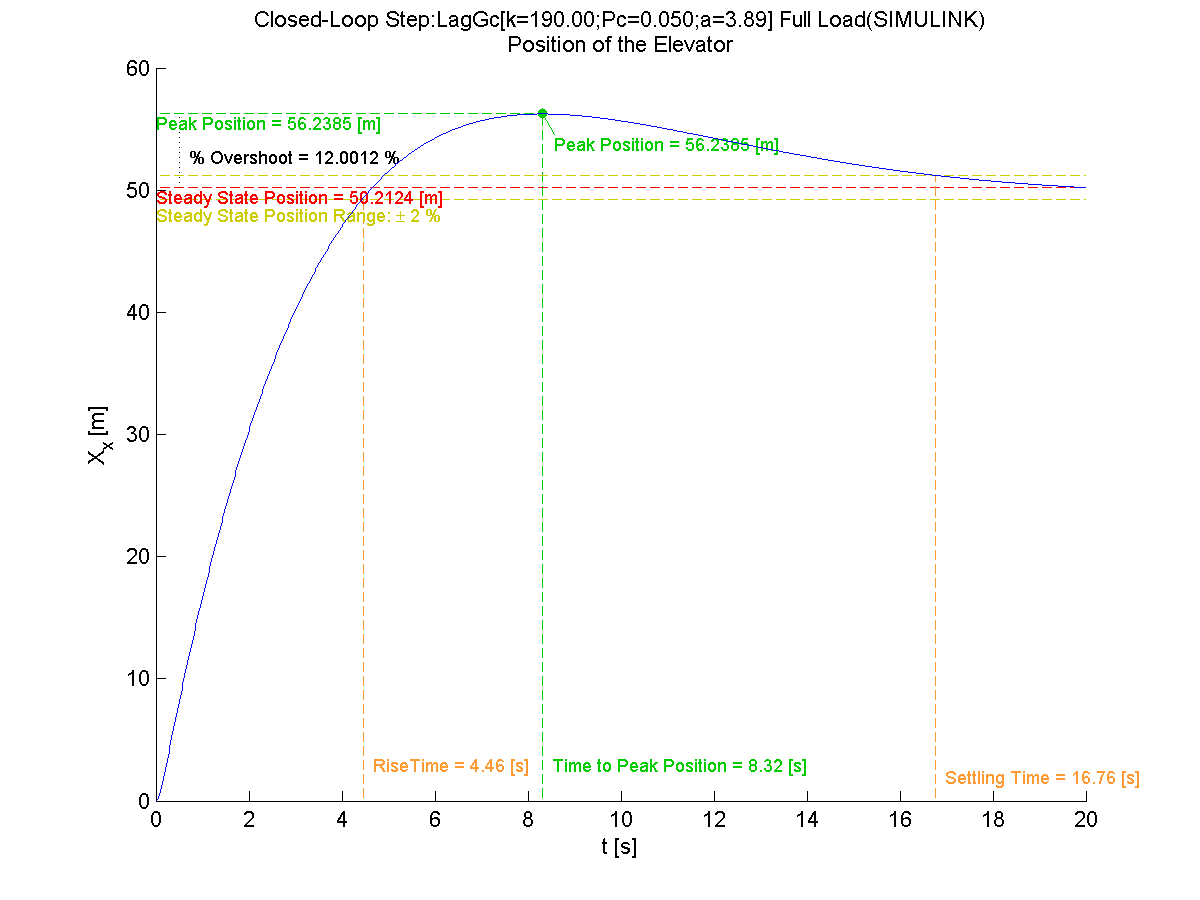 Closed-Loop Step:LagGc[k=190.00;Pc=0.050;a=3.89] Full Load(SIMULINK)
Position of the Elevator
60
Peak Position = 56.2385 [m]
Peak Position = 56.2385 [m]
% Overshoot = 12.0012 %
50
Steady State Position = 50.2124 [m]
Steady State Position Range: ± 2 %
40
30
20
10
0
X_x [m]
RiseTime = 4.46 [s]
Time to Peak Position = 8.32 [s]
Settling Time = 16.76 [s]
0 2 4 6 8 10 12 14 16 18 20
t [s]